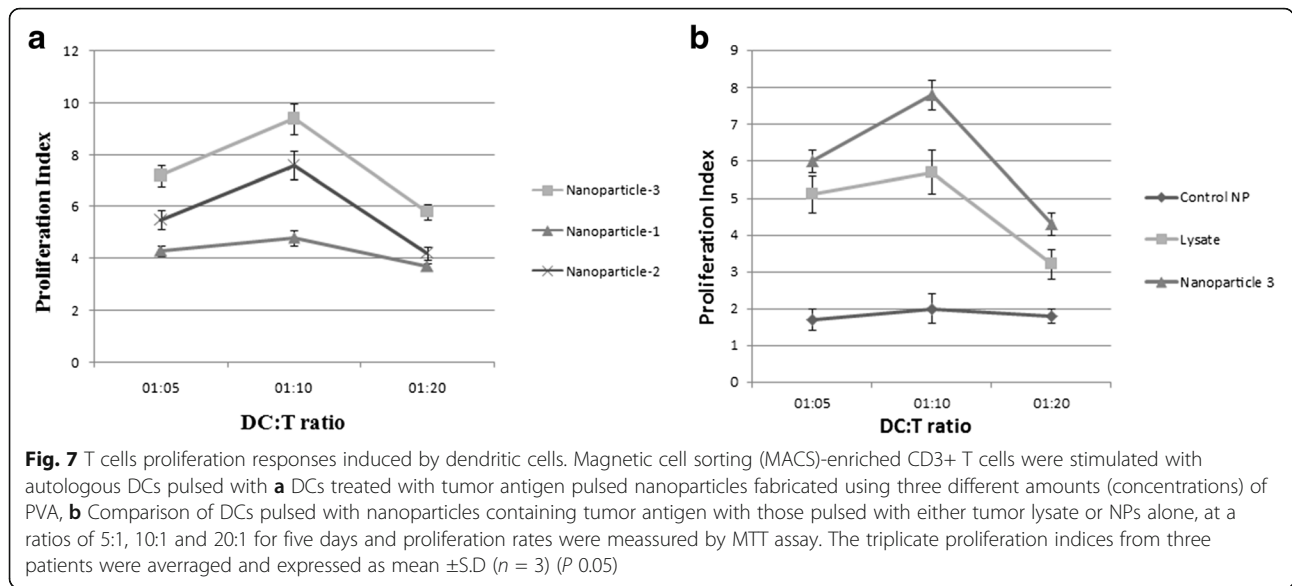 a
12
10
8
6
4
2
0
Proliferation Index
01:05 01:10 01:20
DC:T ratio
Nanoparticle-3
Nanoparticle-1
Nanoparticle-2
b
9
8
7
6
5
4
3
2
1
0
Proliferation Index
01:05 01:10 01:20
DC:T ratio
Control NP
Lysate
Nanoparticle 3
Fig. 7 T cells proliferation responses induced by dendritic cells. Magnetic cell sorting (MACS)-enriched CD3+ T cells were stimulated with
autologous DCs pulsed with a DCs treated with tumor antigen pulsed nanoparticles fabricated using three different amounts (concentrations) of
PVA, b Comparison of DCs pulsed with nanoparticles containing tumor antigen with those pulsed with either tumor lysate or NPs alone, at a
ratios of 5:1, 10:1 and 20:1 for five days and proliferation rates were meassured by MTT assay. The triplicate proliferation indices from three
patients were averraged and expressed as mean ±S.D (n = 3) (P 0.05)